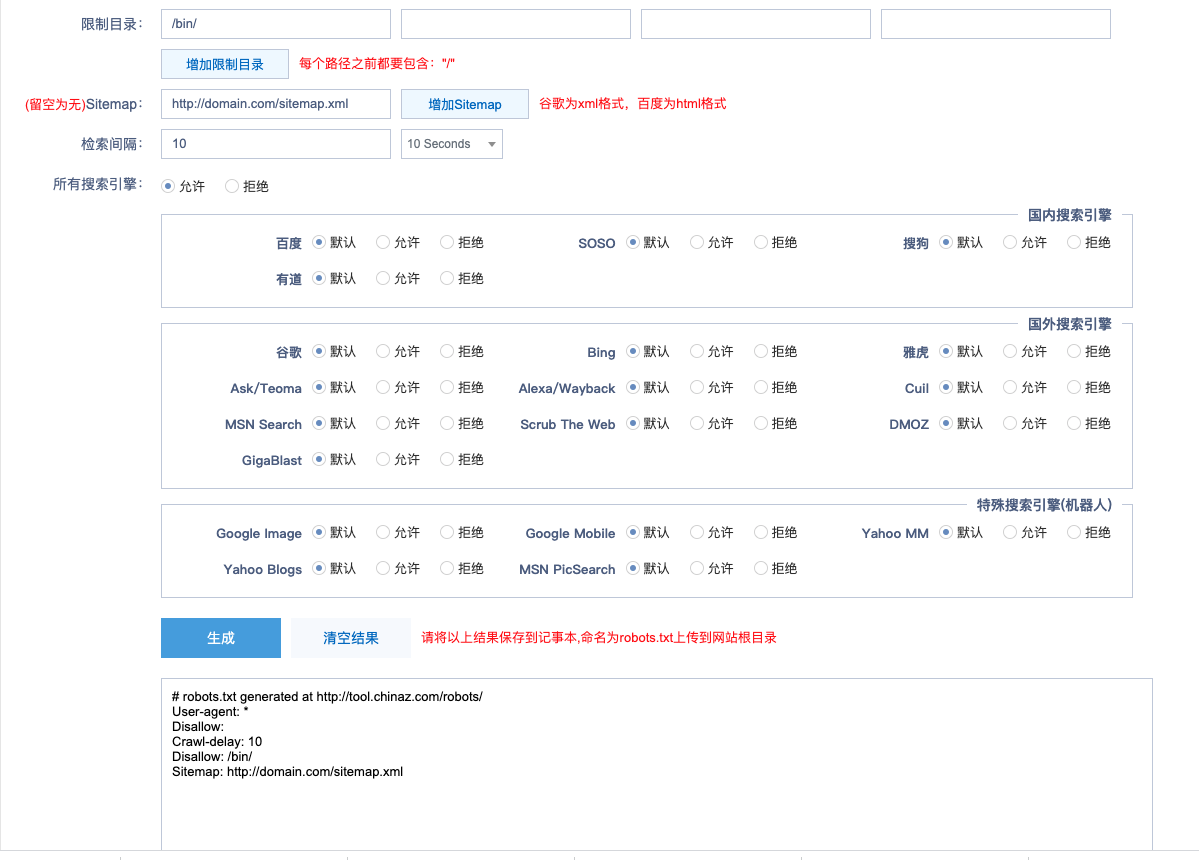 限制目录： /bin/
增加限制目录 每个路径之前都要包含："/"
(留空为无)Sitemap： http://domain.com/sitemap.xml 增加Sitemap 谷歌为xml格式，百度为html格式
检索间隔： 10 10 Seconds
所有搜索引擎： 允许 拒绝
国内搜索引擎
百度 默认 允许 拒绝 SOSO 默认 允许 拒绝 搜狗 默认 允许 拒绝
有道 默认 允许 拒绝
国外搜索引擎
谷歌 默认 允许 拒绝 Bing 默认 允许 拒绝 雅虎 默认 允许 拒绝
Ask/Teoma 默认 允许 拒绝 Alexa/Wayback 默认 允许 拒绝 Cuil 默认 允许 拒绝
MSN Search 默认 允许 拒绝 Scrub The Web 默认 允许 拒绝 DMOZ 默认 允许 拒绝
GigaBlast 默认 允许 拒绝
特殊搜索引擎(机器人)
Google Image 默认 允许 拒绝 Google Mobile 默认 允许 拒绝 Yahoo MM 默认 允许 拒绝
Yahoo Blogs 默认 允许 拒绝 MSN PicSearch 默认 允许 拒绝
生成 清空结果 请将以上结果保存到记事本,命名为robots.txt上传到网站根目录
# robots.txt generated at http://tool.chinaz.com/robots/
User-agent: *
Disallow:
Crawl-delay: 10
Disallow: /bin/
Sitemap: http://domain.com/sitemap.xml